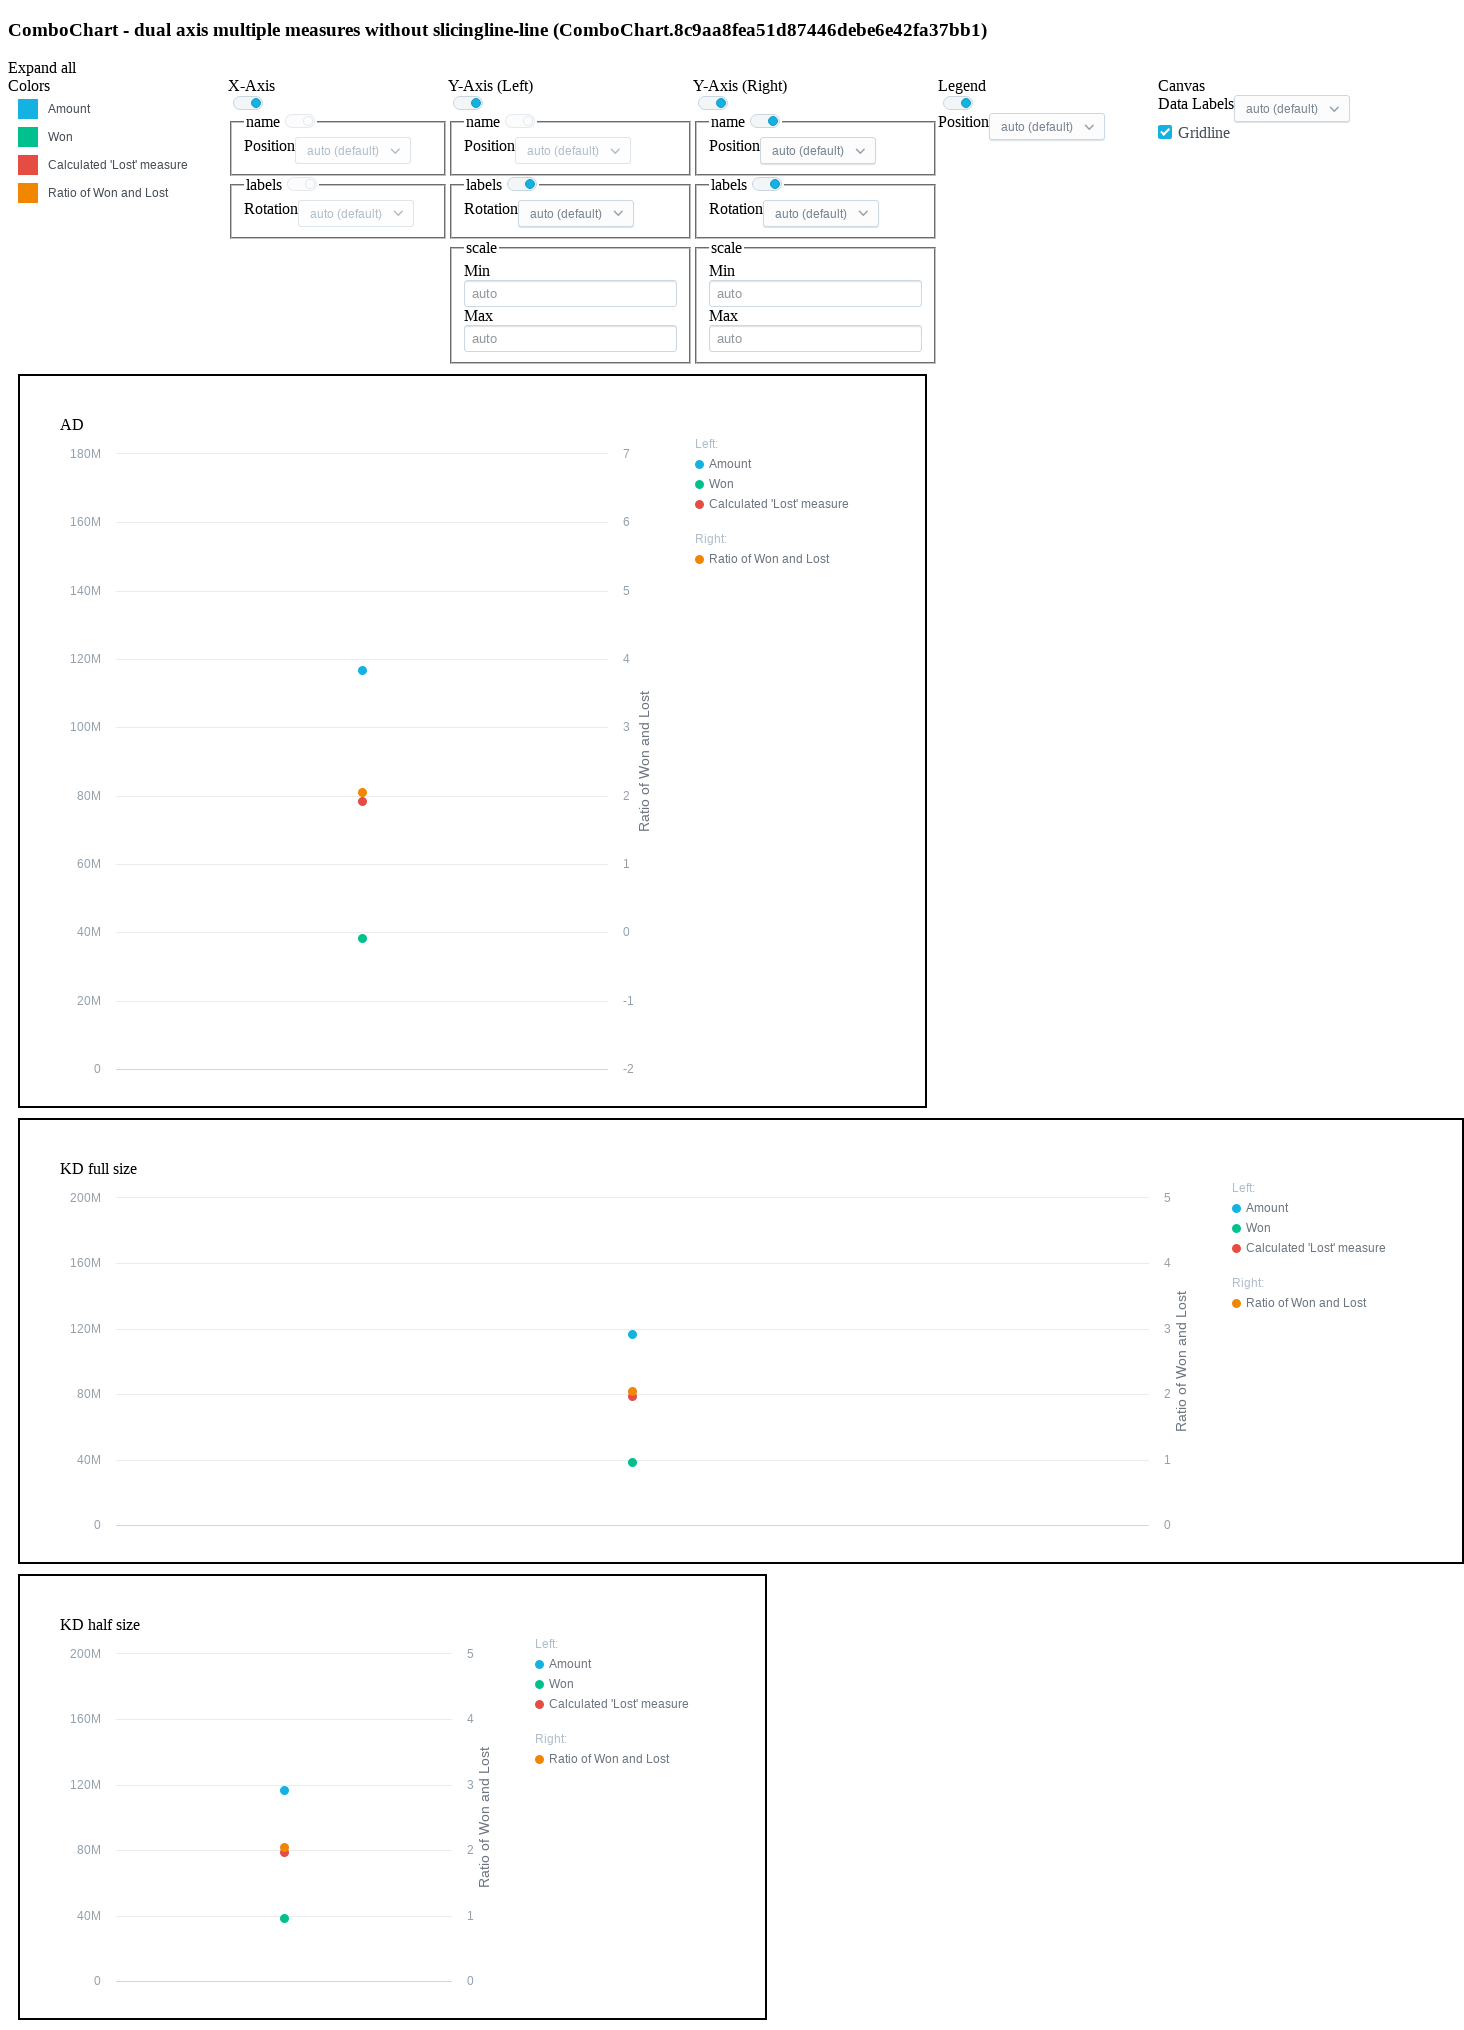 ComboChart - dual axis multiple measures without slicingline-line (ComboChart.8c9aa8fea51d87446debe6e42fa37bb1)
Expand all
Colors
Amount
Won
Calculated 'Lost' measure
Ratio of Won and Lost
X-Axis
name
Position auto (default)
labels
Rotation auto (default)
Y-Axis (Left)
name
Position auto (default)
labels
Rotation auto (default)
scale
Min
auto
Max
auto
Y-Axis (Right)
name
Position auto (default)
labels
Rotation auto (default)
scale
Min
auto
Max
auto
Legend
Position auto (default)
Canvas
Data Labels auto (default)
Gridline
AD
180M
160M
140M
120M
100M
80M
60M
40M
20M
0
7
6
5
4
3
2
1
0
-1
-2
Ratio of Won and Lost
Left:
Amount
Won
Calculated 'Lost' measure
Right:
Ratio of Won and Lost
KD full size
200M
160M
120M
80M
40M
0
5
4
3
2
1
0
Ratio of Won and Lost
Left:
Amount
Won
Calculated 'Lost' measure
Right:
Ratio of Won and Lost
KD half size
200M
160M
120M
80M
40M
0
5
4
3
2
1
0
Ratio of Won and Lost
Left:
Amount
Won
Calculated 'Lost' measure
Right:
Ratio of Won and Lost